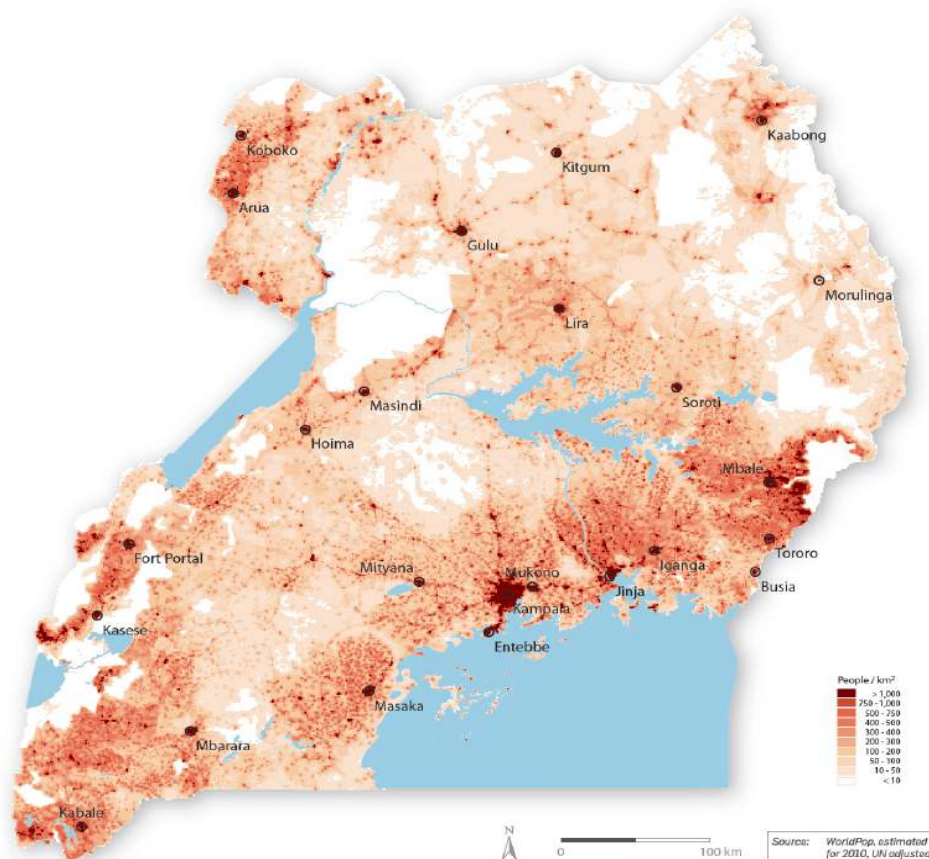 Kaabong
Koboko
Kitgum
Arua
Gulu
Morulinga
Lira
Masindi
Soroti
Hoima
Mbale
Tororo
Fort Portal
Iganga
Mityana
Mukono
Busia
Jinja
Kampala
Kasese
Entebbe
Masaka
Mbarara
Kabale
People / km²
> 1,000
750 - 1,000
500 - 750
400 - 500
300 - 400
200 - 300
100 - 200
50 - 100
10 - 50
< 10
N
0 100 km
Source: WorldPop, estimated
for 2010, UN adjusted